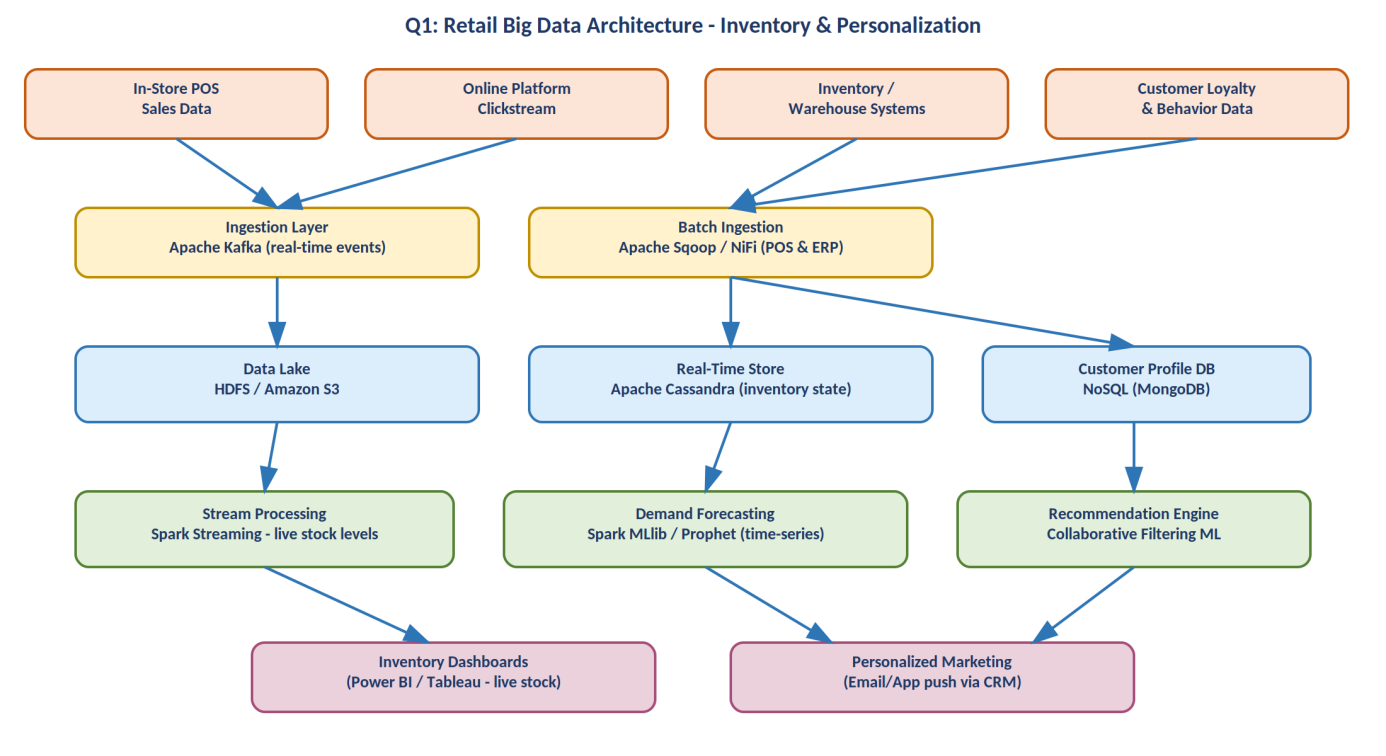 Q1: Retail Big Data Architecture - Inventory & Personalization
In-Store POS
Sales Data
Online Platform
Clickstream
Inventory /
Warehouse Systems
Customer Loyalty
& Behavior Data
Ingestion Layer
Apache Kafka (real-time events)
Batch Ingestion
Apache Sqoop / NiFi (POS & ERP)
Data Lake
HDFS / Amazon S3
Real-Time Store
Apache Cassandra (inventory state)
Customer Profile DB
NoSQL (MongoDB)
Stream Processing
Spark Streaming - live stock levels
Demand Forecasting
Spark MLlib / Prophet (time-series)
Recommendation Engine
Collaborative Filtering ML
Inventory Dashboards
(Power BI / Tableau - live stock)
Personalized Marketing
(Email/App push via CRM)